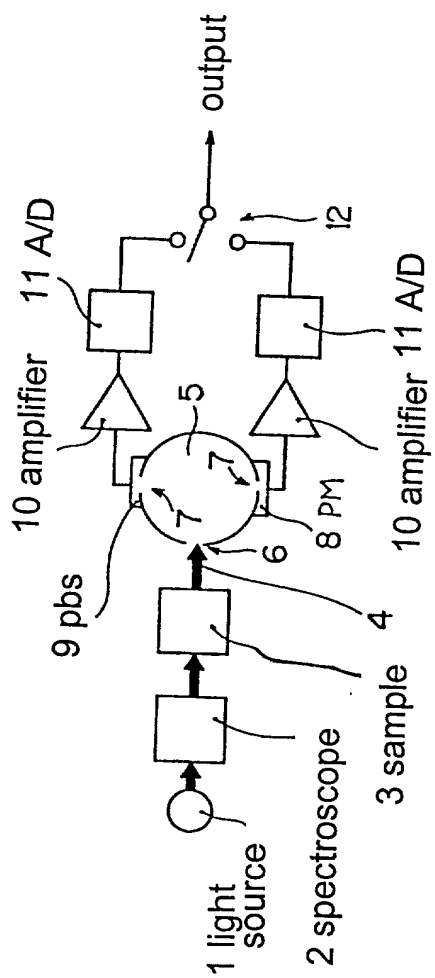 1 light
source
2 spectroscope
3 sample
4
9 pbs
6
7
7
5
8 PM
10 amplifier
11 A/D
10 amplifier
11 A/D
12
output